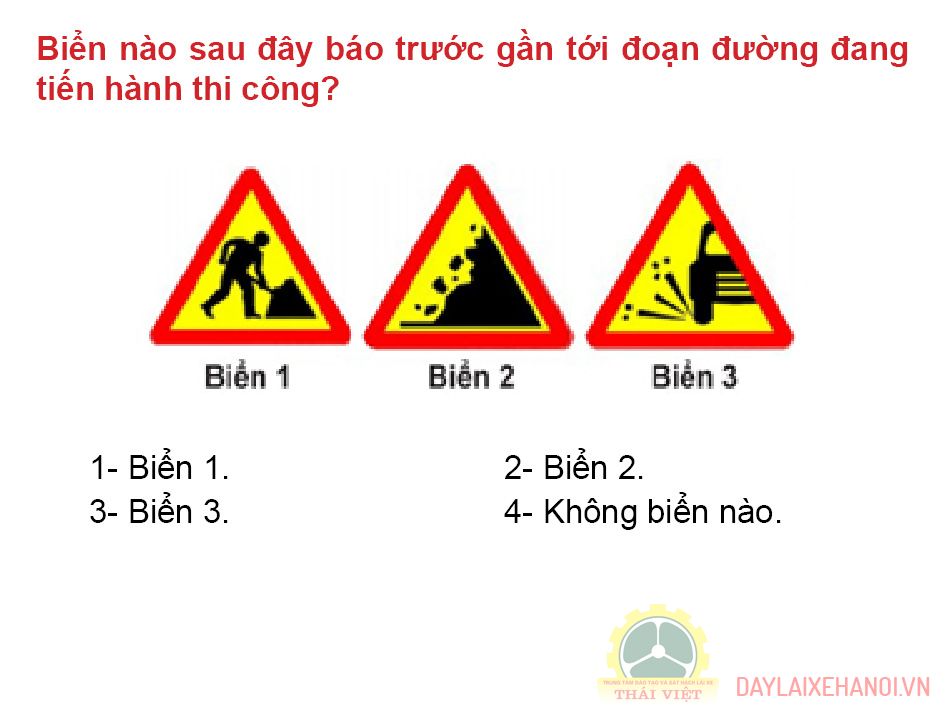 Biển nào sau đây báo trước gần tới đoạn đường đang
tiến hành thi công?
Biển 1
Biển 2
Biển 3
1- Biển 1.
2- Biển 2.
3- Biển 3.
4- Không biển nào.
TRUNG TÂM ĐÀO TẠO VÀ SÁT HẠCH LÁI XE
THÁI VIỆT
DAYLAIXEHANOI.VN